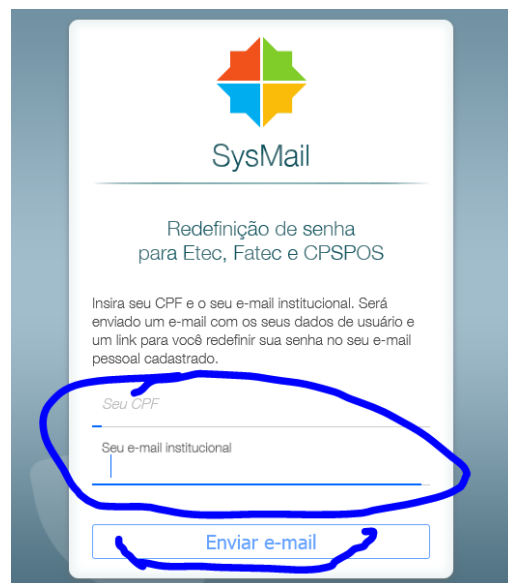 SysMail
Redefinição de senha
para Etec, Fatec e CPSPOS
Insira seu CPF e o seu e-mail institucional. Será
enviado um e-mail com os seus dados de usuário e
um link para você redefinir sua senha no seu e-mail
pessoal cadastrado.
Seu CPF
Seu e-mail institucional
Enviar e-mail